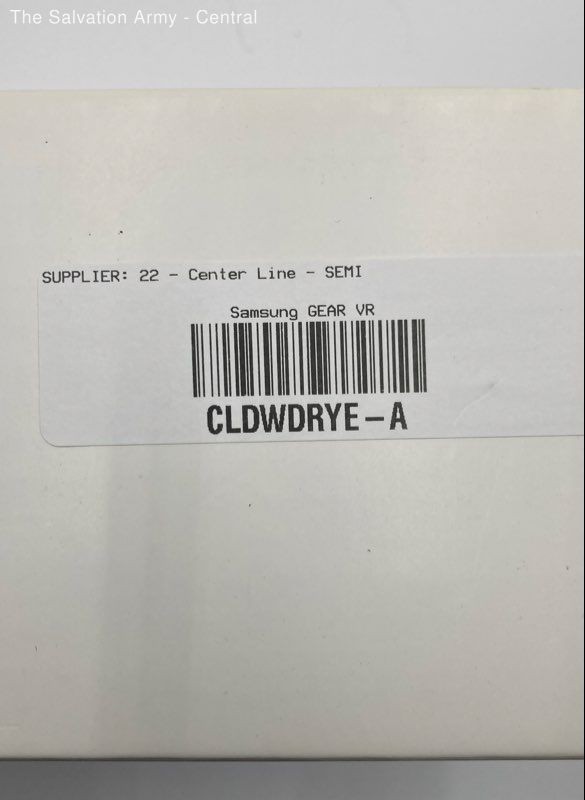 The Salvation Army - Central
SUPPLIER: 22 - Center Line - SEMI
Samsung GEAR VR
CLDWDRYE-A